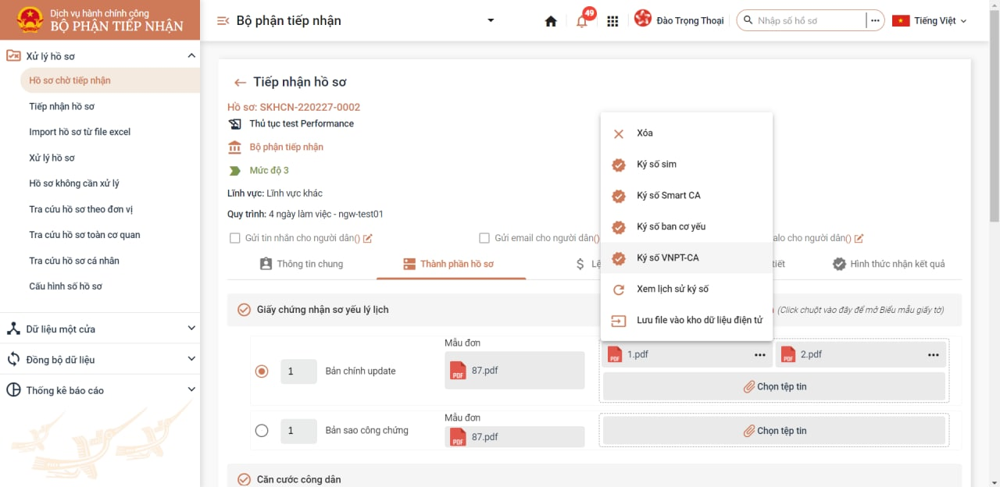 Dịch vụ hành chính công
BỘ PHẬN TIẾP NHẬN
Bộ phận tiếp nhận
49
Đào Trọng Thoại
Nhập số hồ sơ
Tiếng Việt
Xử lý hồ sơ
Hồ sơ chờ tiếp nhận
Tiếp nhận hồ sơ
Import hồ sơ từ file excel
Xử lý hồ sơ
Hồ sơ không cần xử lý
Tra cứu hồ sơ theo đơn vị
Tra cứu hồ sơ toàn cơ quan
Tra cứu hồ sơ cá nhân
Cấu hình số hồ sơ
Dữ liệu một cửa
Đồng bộ dữ liệu
Thống kê báo cáo
Tiếp nhận hồ sơ
Hồ sơ: SKHCN-220227-0002
Thủ tục test Performance
Bộ phận tiếp nhận
Mức độ 3
Lĩnh vực: Lĩnh vực khác
Quy trình: 4 ngày làm việc - ngw-test01
Gửi tin nhắn cho người dân()
Gửi email cho người dân()
alo cho người dân()
Thông tin chung
Thành phần hồ sơ
Lệ
tiết
Hình thức nhận kết quả
Xóa
Ký số sim
Ký số Smart CA
Ký số ban cơ yếu
Ký số VNPT-CA
Xem lịch sử ký số
Lưu file vào kho dữ liệu điện tử
Giấy chứng nhận sơ yếu lý lịch
(Click chuột vào đây để mở Biểu mẫu giấy tờ)
1
Bản chính update
Mẫu đơn
PDF 87.pdf
PDF 1.pdf
PDF 2.pdf
Chọn tệp tin
1
Bản sao công chứng
Mẫu đơn
PDF 87.pdf
Chọn tệp tin
Căn cước công dân